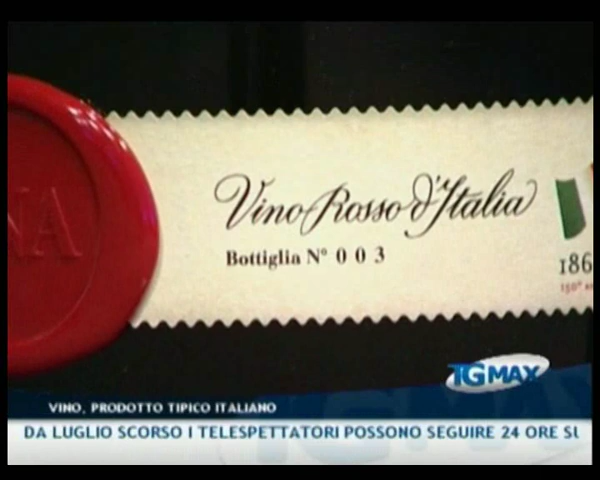 NA
Vino Rosso d'Italia
Bottiglia N° 0 0 3
186
150°
TGMAX
VINO, PRODOTTO TIPICO ITALIANO
DA LUGLIO SCORSO I TELESPETTATORI POSSONO SEGUIRE 24 ORE SU